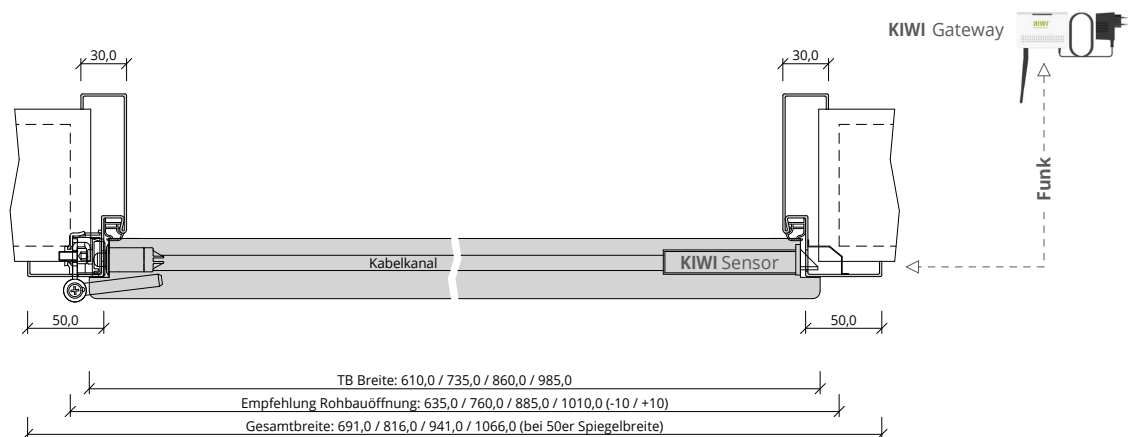 KIWI Gateway
KIWI
30,0
30,0
Funk
Kabelkanal
KIWI Sensor
50,0
50,0
TB Breite: 610,0 / 735,0 / 860,0 / 985,0
Empfehlung Rohbauöffnung: 635,0 / 760,0 / 885,0 / 1010,0 (-10 / +10)
Gesamtbreite: 691,0 / 816,0 / 941,0 / 1066,0 (bei 50er Spiegelbreite)